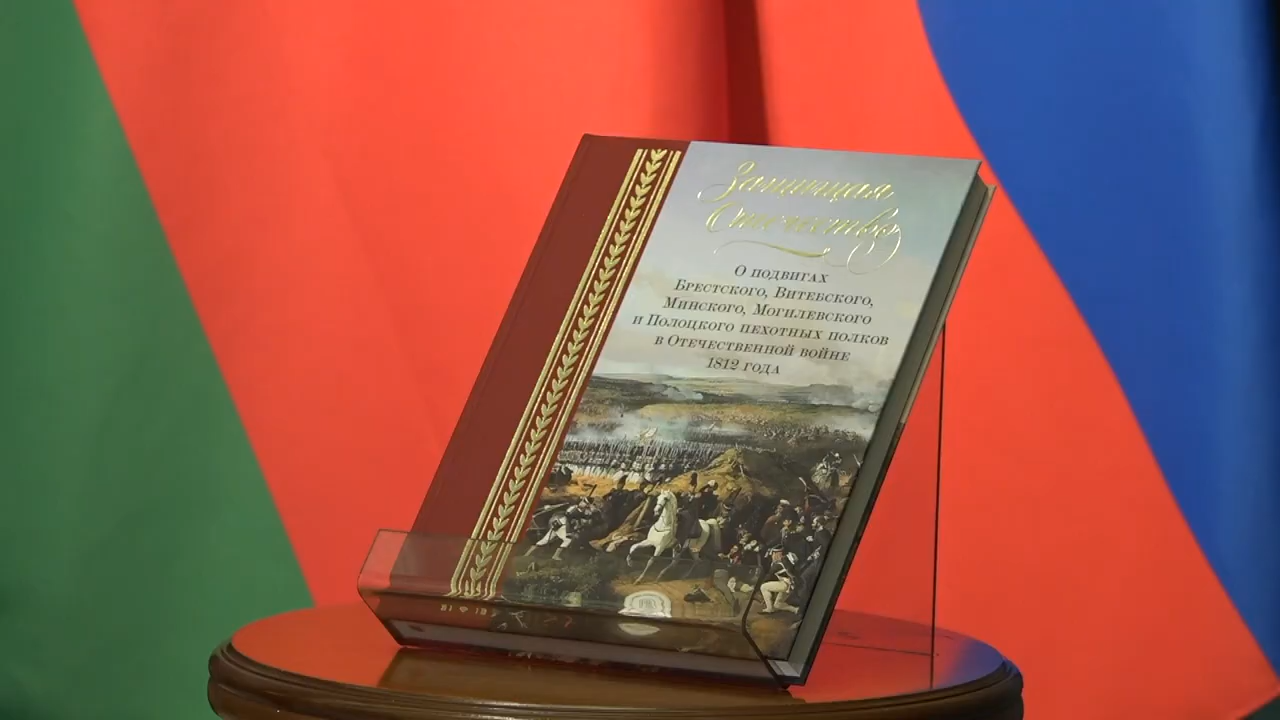 Защищая
Отечество
О подвигах
Брестского, Витебского,
Минского, Могилевского
и Полоцкого пехотных полков
в Отечественной войне
1812 года